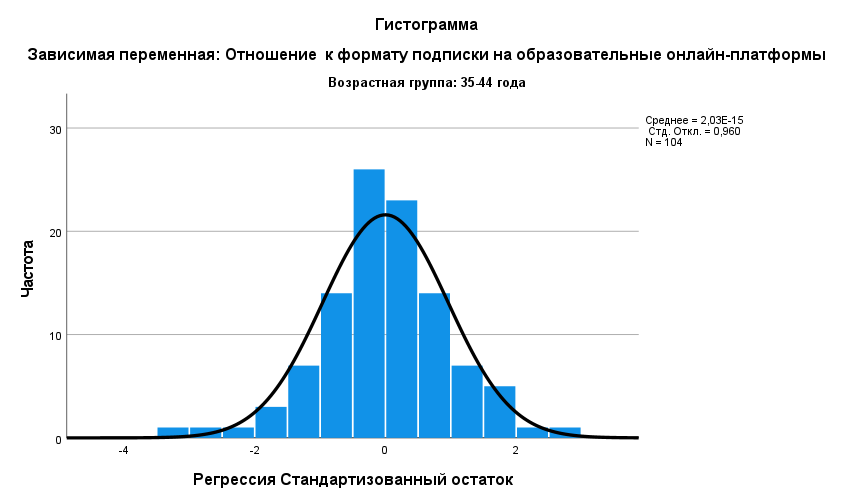 Гистограмма
Зависимая переменная: Отношение к формату подписки на образовательные онлайн-платформы
Возрастная группа: 35-44 года
Среднее = 2,03E-15
Стд. Откл. = 0,960
N = 104
30
20
10
0
Частота
-4 -2 0 2
Регрессия Стандартизованный остаток